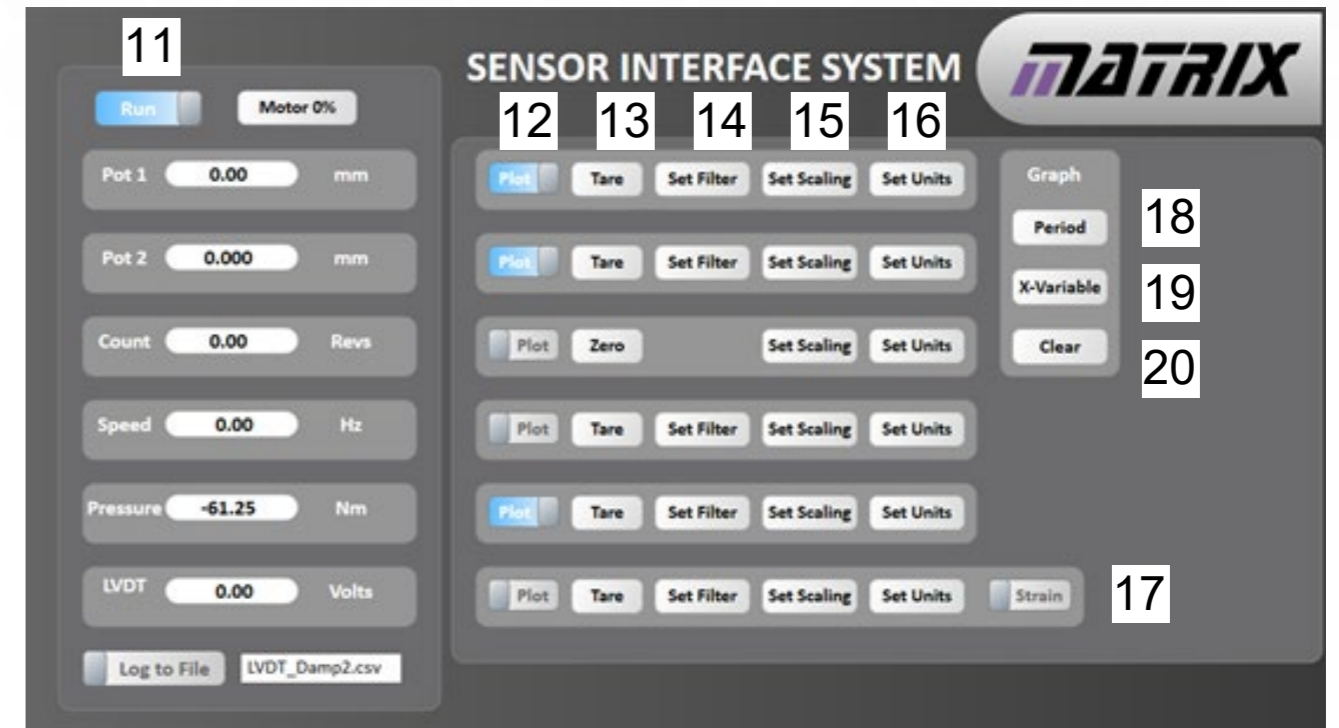 11
SENSOR INTERFACE SYSTEM
MATRIX
Run Motor 0%
12 13 14 15 16
Pot 1 0.00 mm Plot Tare Set Filter Set Scaling Set Units
Graph
18
Period
Pot 2 0.000 mm Plot Tare Set Filter Set Scaling Set Units
X-Variable
19
Count 0.00 Revs Plot Zero Set Scaling Set Units
Clear
20
Speed 0.00 Hz Plot Tare Set Filter Set Scaling Set Units
Pressure -61.25 Nm Plot Tare Set Filter Set Scaling Set Units
LVDT 0.00 Volts Plot Tare Set Filter Set Scaling Set Units Strain
17
Log to File LVDT_Damp2.csv